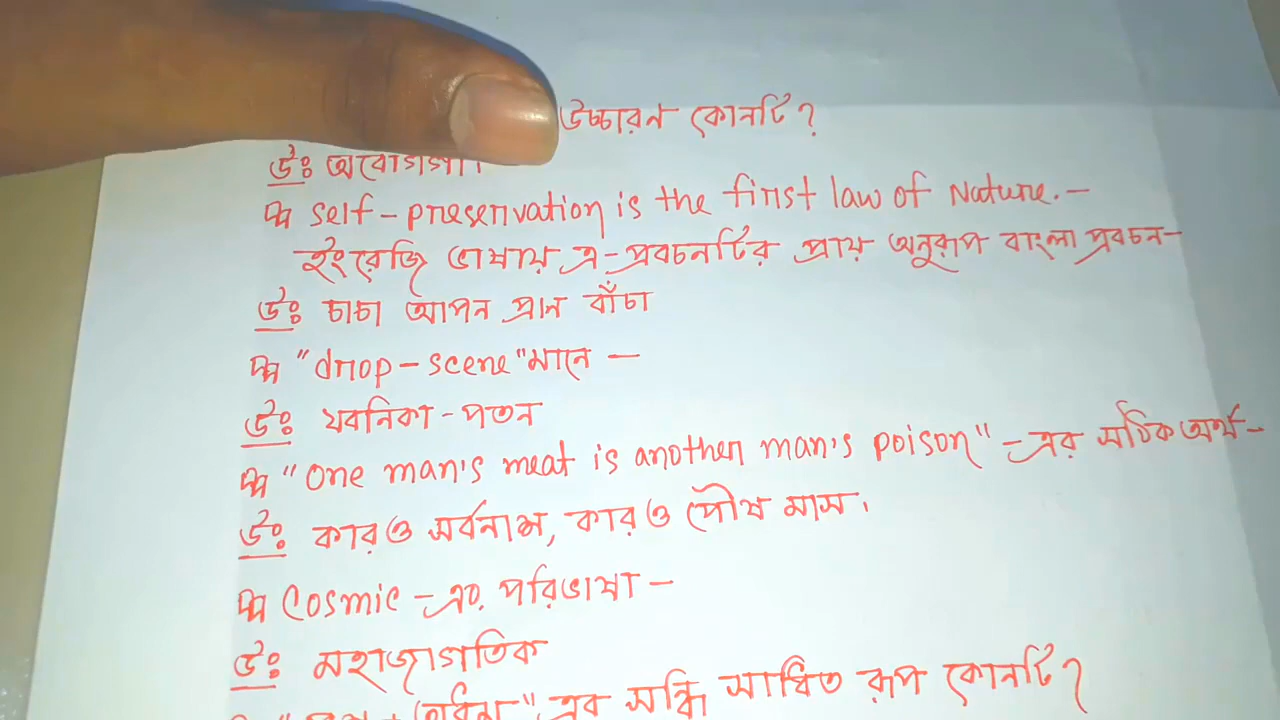 উচ্চারণ কোনটি?
উঃ অবোগগা।
Self-preservation is the first law of Nature.-
ইংরেজি ভাষায় এ-প্রবচনটির প্রায় অনুরূপ বাংলা প্রবচন-
উঃ চাচা আপন প্রান বাঁচা
"drop-scene" মানে -
উঃ যবনিকা-পতন
"One man's meat is another man's poison" -এর সঠিক অর্থ-
উঃ কারও সর্বনাশ, কারও পৌষ মাস।
Cosmic -এর পরিভাষা -
উঃ মহাজাগতিক
এর সন্ধি সাধিত রূপ কোনটি?